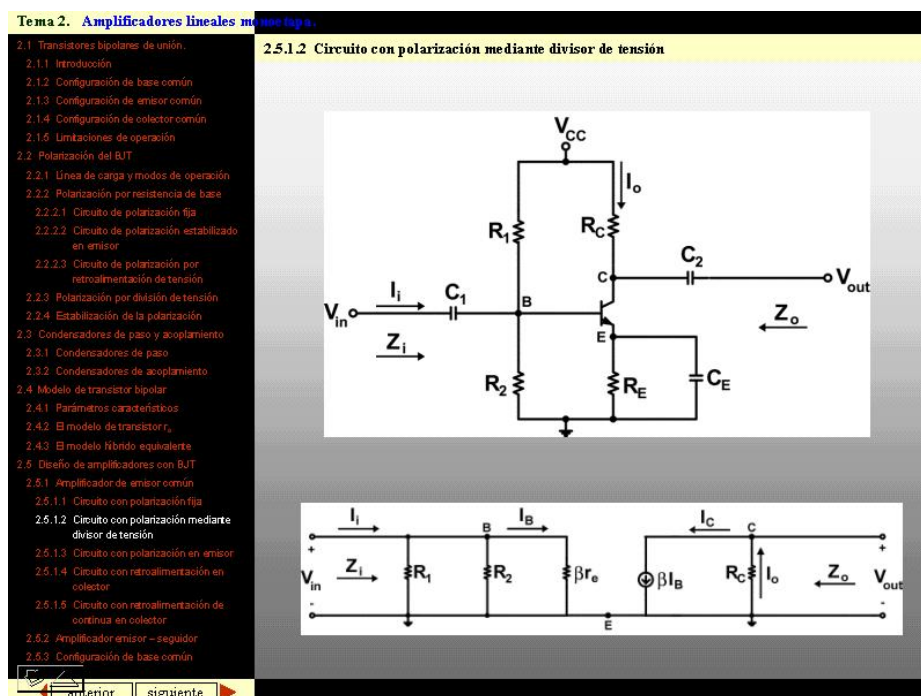 Tema 2. Amplificadores lineales monoetapa.
2.1 Transistores bipolares de unión.
2.1.1 Introducción
2.1.2 Configuración de base común
2.1.3 Configuración de emisor común
2.1.4 Configuración de colector común
2.1.5 Limitaciones de operación
2.2 Polarización del BJT
2.2.1 Línea de carga y modos de operación
2.2.2 Polarización por resistencia de base
2.2.2.1 Circuito de polarización fija
2.2.2.2 Circuito de polarización estabilizado
en emisor
2.2.2.3 Circuito de polarización por
retroalimentación de tensión
2.2.3 Polarización por división de tensión
2.2.4 Estabilización de la polarización
2.3 Condensadores de paso y acoplamiento
2.3.1 Condensadores de paso
2.3.2 Condensadores de acoplamiento
2.4 Modelo de transistor bipolar
2.4.1 Parámetros característicos
2.4.2 El modelo de transistor re
2.4.3 El modelo híbrido equivalente
2.5 Diseño de amplificadores con BJT
2.5.1 Amplificador de emisor común
2.5.1.1 Circuito con polarización fija
2.5.1.2 Circuito con polarización mediante
divisor de tensión
2.5.1.3 Circuito con polarización en emisor
2.5.1.4 Circuito con retroalimentación en
colector
2.5.1.5 Circuito con retroalimentación de
continua en colector
2.5.2 Amplificador emisor – seguidor
2.5.3 Configuración de base común
anterior siguiente
2.5.1.2 Circuito con polarización mediante divisor de tensión
VCC
Io
R1 RC
C C2
Vout
Ii C1 B
Vin
Zo
Zi E
R2 RE CE
Ii B IB IC C
+ +
Vin Zi R1 R2 βre βIB RC Io Zo Vout
- -
E